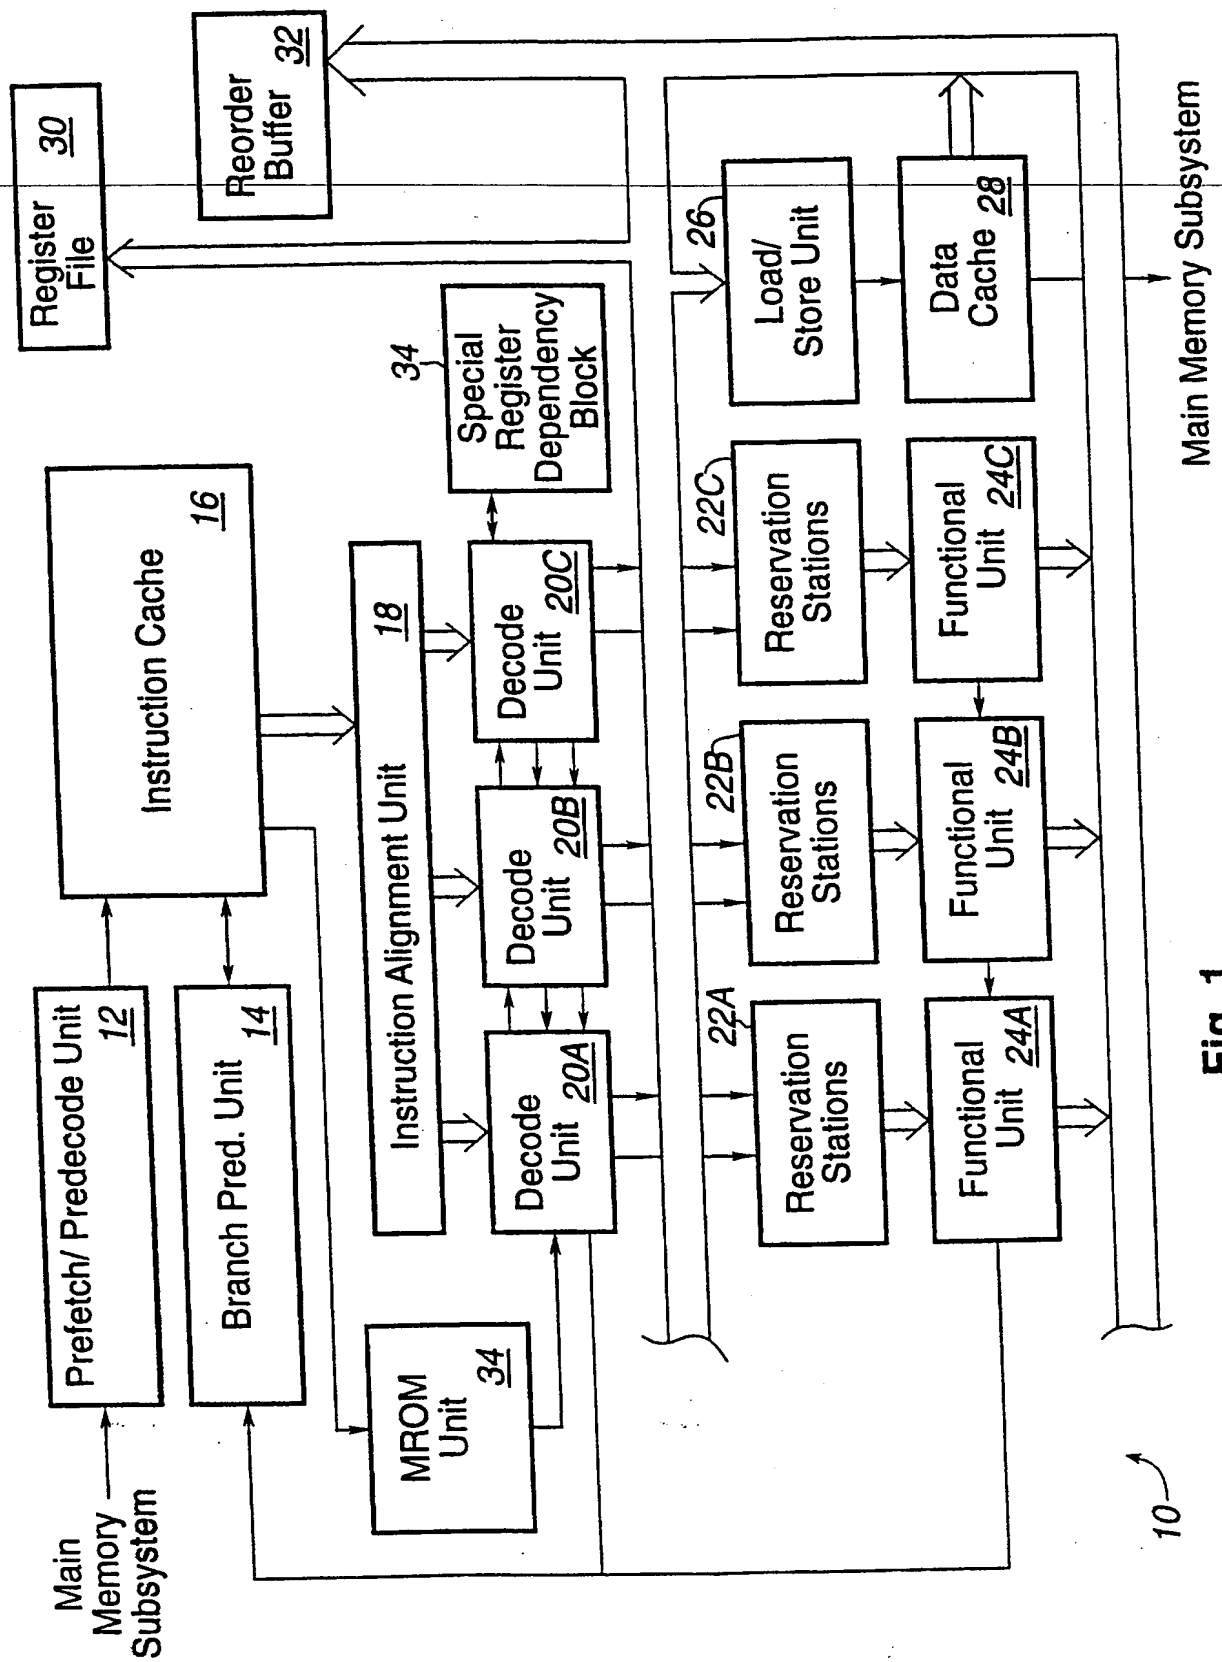 Main
Memory
Subsystem
Prefetch/ Predecode Unit
12
Branch Pred. Unit
14
Instruction Cache
16
Register
File
30
Reorder
Buffer
32
MROM
Unit
34
Instruction Alignment Unit
18
Decode
Unit
20A
Decode
Unit
20B
Decode
Unit
20C
34
Special
Register
Dependency
Block
22A
Reservation
Stations
22B
Reservation
Stations
22C
Reservation
Stations
26
Load/
Store Unit
Functional
Unit
24A
Functional
Unit
24B
Functional
Unit
24C
Data
Cache
28
Main Memory Subsystem
10
Fig. 1